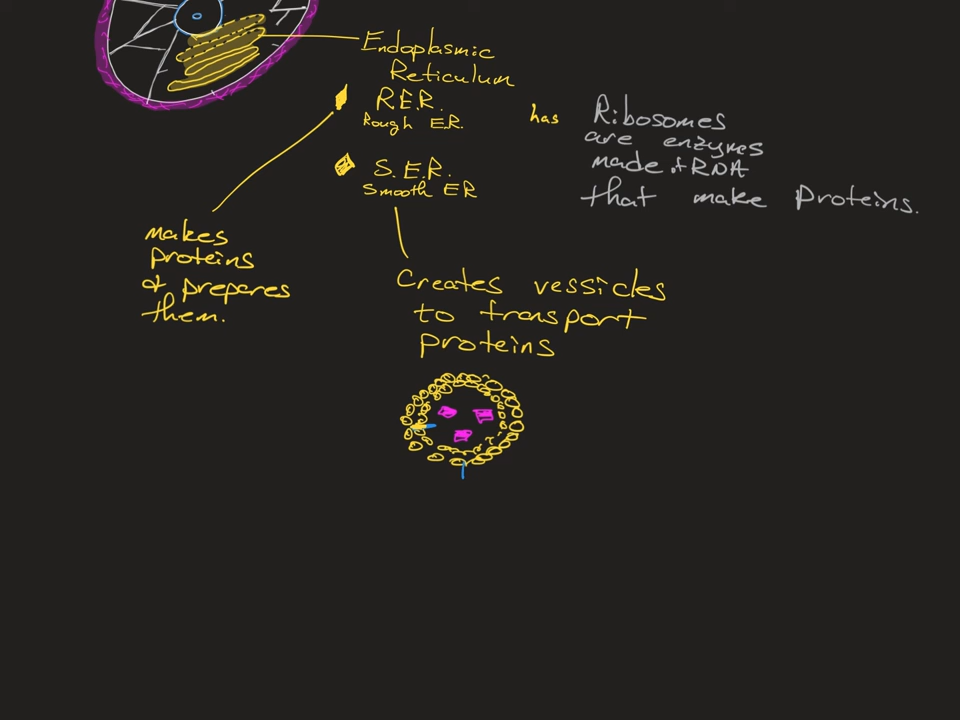 Endoplasmic
Reticulum
R.E.R.
Rough E.R.
has
Ribosomes
are enzymes
made of RNA
that make Proteins.
S.E.R.
Smooth ER
makes
proteins
& prepares
them.
Creates vessicles
to transport
proteins